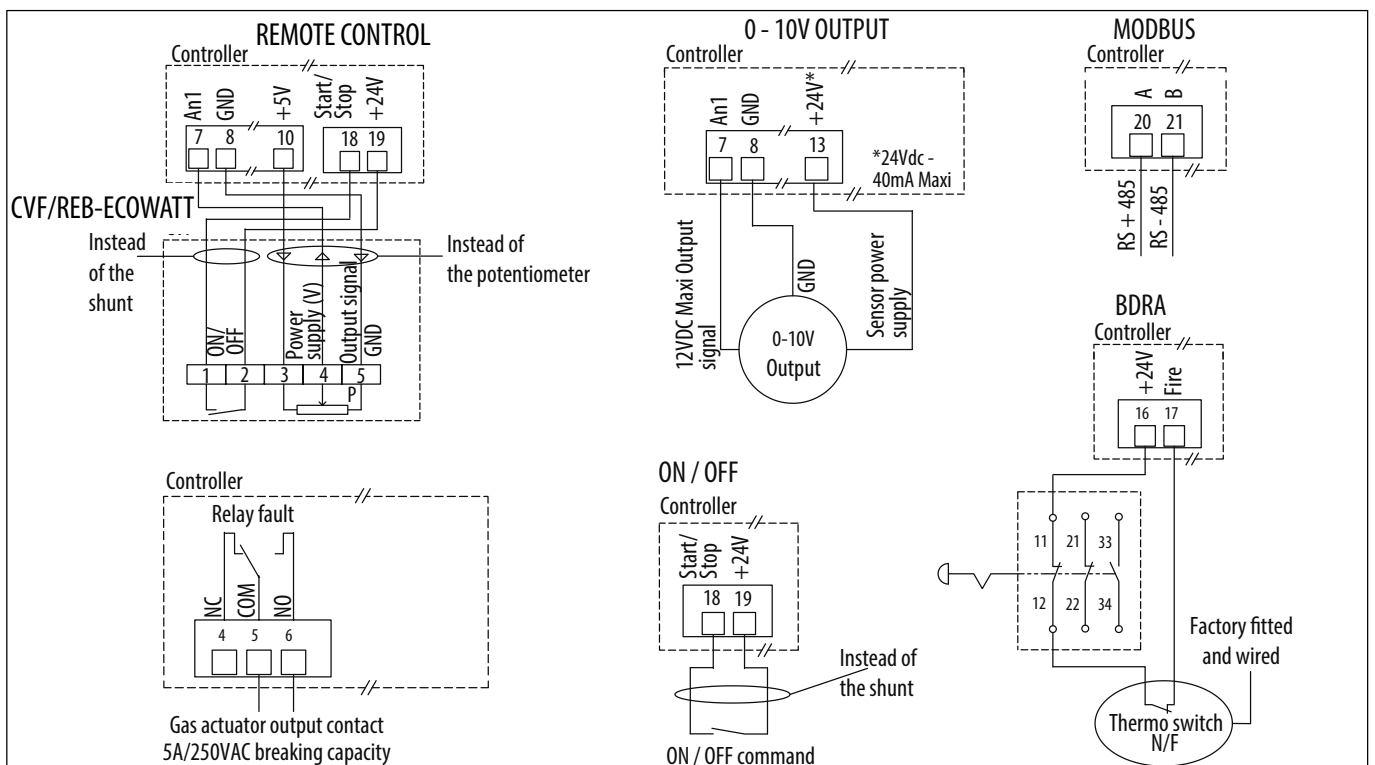 REMOTE CONTROL
Controller
An1
GND
+5V
Start/
Stop
+24V
7
8
10
18
19
CVF/REB-ECOWATT
Instead
of the
shunt
Instead of
the potentiometer
ON/
OFF
Power
supply (V)
Output signal
GND
1
2
3
4
5
P
0 - 10V OUTPUT
Controller
An1
GND
+24V*
7
8
13
*24Vdc -
40mA Maxi
12VDC Maxi Output
signal
GND
Sensor power
supply
0-10V
Output
MODBUS
Controller
A
B
20
21
RS + 485
RS - 485
BDRA
Controller
+24V
Fire
16
17
11
21
33
12
22
34
Factory fitted
and wired
Thermo switch
N/F
Controller
Relay fault
NC
COM
NO
4
5
6
Gas actuator output contact
5A/250VAC breaking capacity
ON / OFF
Controller
Start/
Stop
+24V
18
19
Instead of
the shunt
ON / OFF command